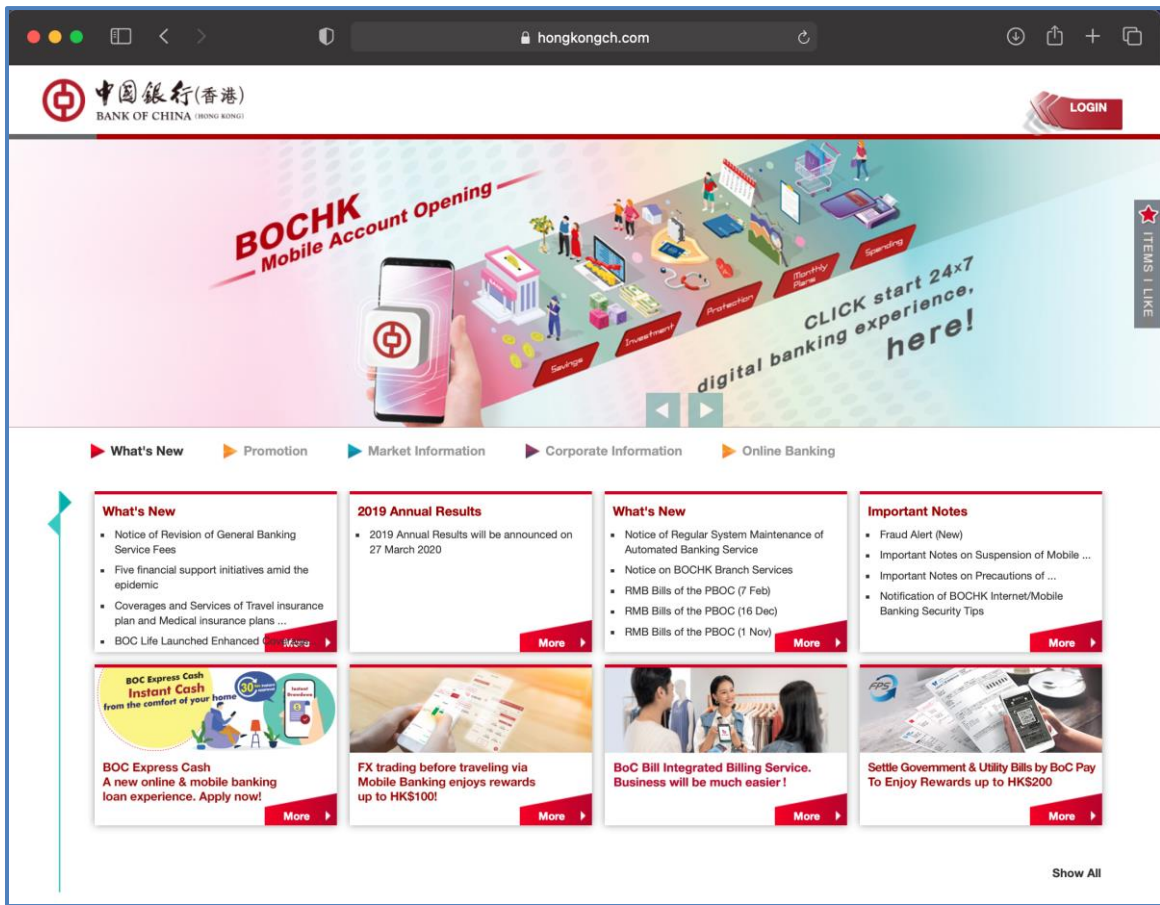 hongkongch.com
中国銀行(香港)
BANK OF CHINA (HONG KONG)
LOGIN
BOCHK
Mobile Account Opening
Savings
Investment
Protection
Monthly
Plans
Spending
CLICK start 24×7
digital banking experience,
here!
ITEMS I LIKE
What's New
Promotion
Market Information
Corporate Information
Online Banking
What's New
▪ Notice of Revision of General Banking
Service Fees
▪ Five financial support initiatives amid the
epidemic
▪ Coverages and Services of Travel insurance
plan and Medical insurance plans ...
▪ BOC Life Launched Enhanced
More
2019 Annual Results
▪ 2019 Annual Results will be announced on
27 March 2020
More
What's New
▪ Notice of Regular System Maintenance of
Automated Banking Service
▪ Notice on BOCHK Branch Services
▪ RMB Bills of the PBOC (7 Feb)
▪ RMB Bills of the PBOC (16 Dec)
▪ RMB Bills of the PBOC (1 Nov)
More
Important Notes
▪ Fraud Alert (New)
▪ Important Notes on Suspension of Mobile ...
▪ Important Notes on Precautions of ...
▪ Notification of BOCHK Internet/Mobile
Banking Security Tips
More
BOC Express Cash
Instant Cash
from the comfort of your home
30
Instant
BOC Express Cash
A new online & mobile banking
loan experience. Apply now!
More
FX trading before traveling via
Mobile Banking enjoys rewards
up to HK$100!
More
BoC Bill Integrated Billing Service.
Business will be much easier !
More
FPS
Settle Government & Utility Bills by BoC Pay
To Enjoy Rewards up to HK$200
More
Show All